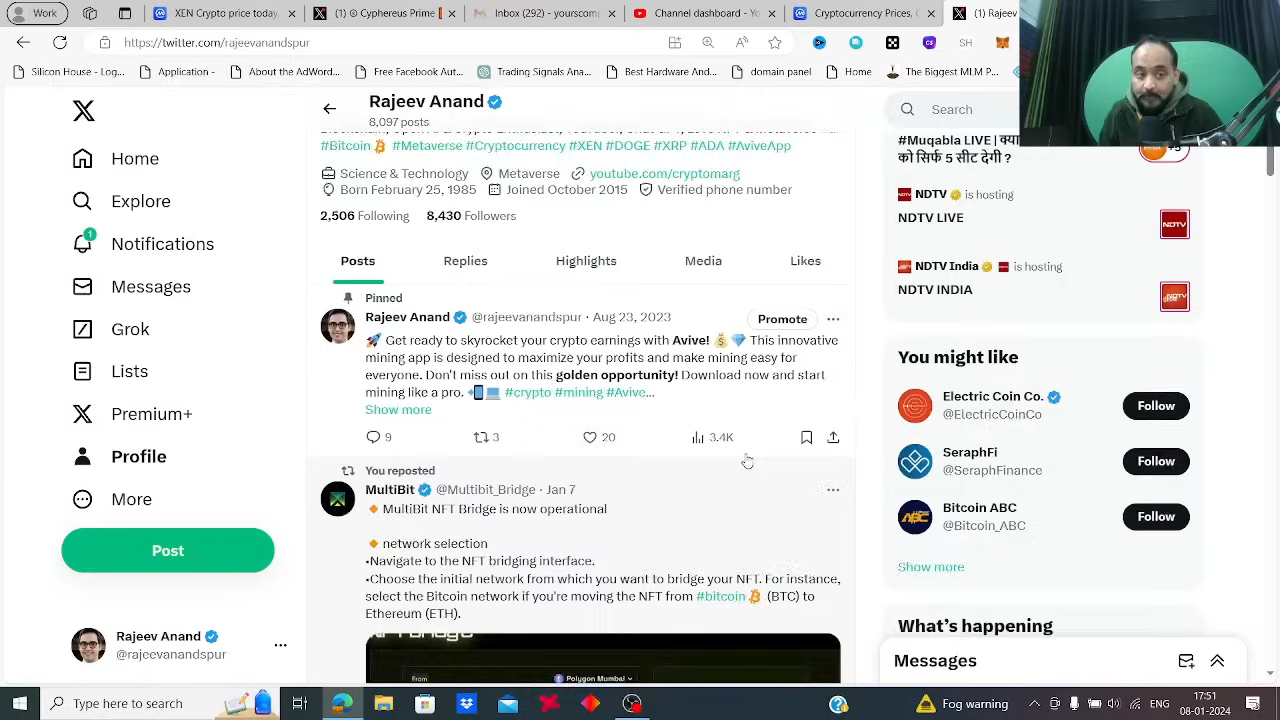 Work
XEN Crypto price today
(1) @ Cryptos Priyank
Inbox (292) - youscom
Channel dashboard - Yo
Cryptocurrency Prices, C
(1) Rajeev
https://twitter.com/rajeevanandspur
Silicon House - Log...
Application -
About the AdWord...
Free Facebook Aut...
Trading Signals Ana...
Best Hardware And...
domain panel
Home
The Biggest MLM P...
Rajeev Anand
8,097 posts
#Bitcoin #Metaverse #Cryptocurrency #XEN #DOGE #XRP #ADA #AviveApp
Science & Technology Metaverse youtube.com/cryptomarg
Born February 25, 1985 Joined October 2015 Verified phone number
2,506 Following 8,430 Followers
Posts Replies Highlights Media Likes
Pinned
Rajeev Anand @rajeevanandspur · Aug 23, 2023
Promote
🚀 Get ready to skyrocket your crypto earnings with Avive! 💰💎 This innovative
mining app is designed to maximize your profits and make mining easy for
everyone. Don't miss out on this golden opportunity! Download now and start
mining like a pro. 📲💻 #crypto #mining #Avive...
Show more
9 3 20 3.4K
You reposted
MultiBit @Multibit_Bridge · Jan 7
🔸MultiBit NFT Bridge is now operational
🔸network selection
•Navigate to the NFT bridging interface.
•Choose the initial network from which you want to bridge your NFT. For instance,
select the Bitcoin network if you're moving the NFT from #bitcoin (BTC) to
Ethereum (ETH).
From
Polygon Mumbai
X
Home
Explore
1
Notifications
Messages
Grok
Lists
Premium+
Profile
More
Post
Rajeev Anand
@rajeevanandspur
Search
#Muqabla LIVE | क्या
को सिर्फ 5 सीट देगी ?
+5
NDTV is hosting
NDTV LIVE
NDTV India is hosting
NDTV INDIA
You might like
Electric Coin Co.
@ElectricCoinCo
Follow
SeraphFi
@SeraphFinance
Follow
Bitcoin ABC
@Bitcoin_ABC
Follow
Show more
What's happening
Messages
Type here to search
Fog warning
ENG
17:51
08-01-2024